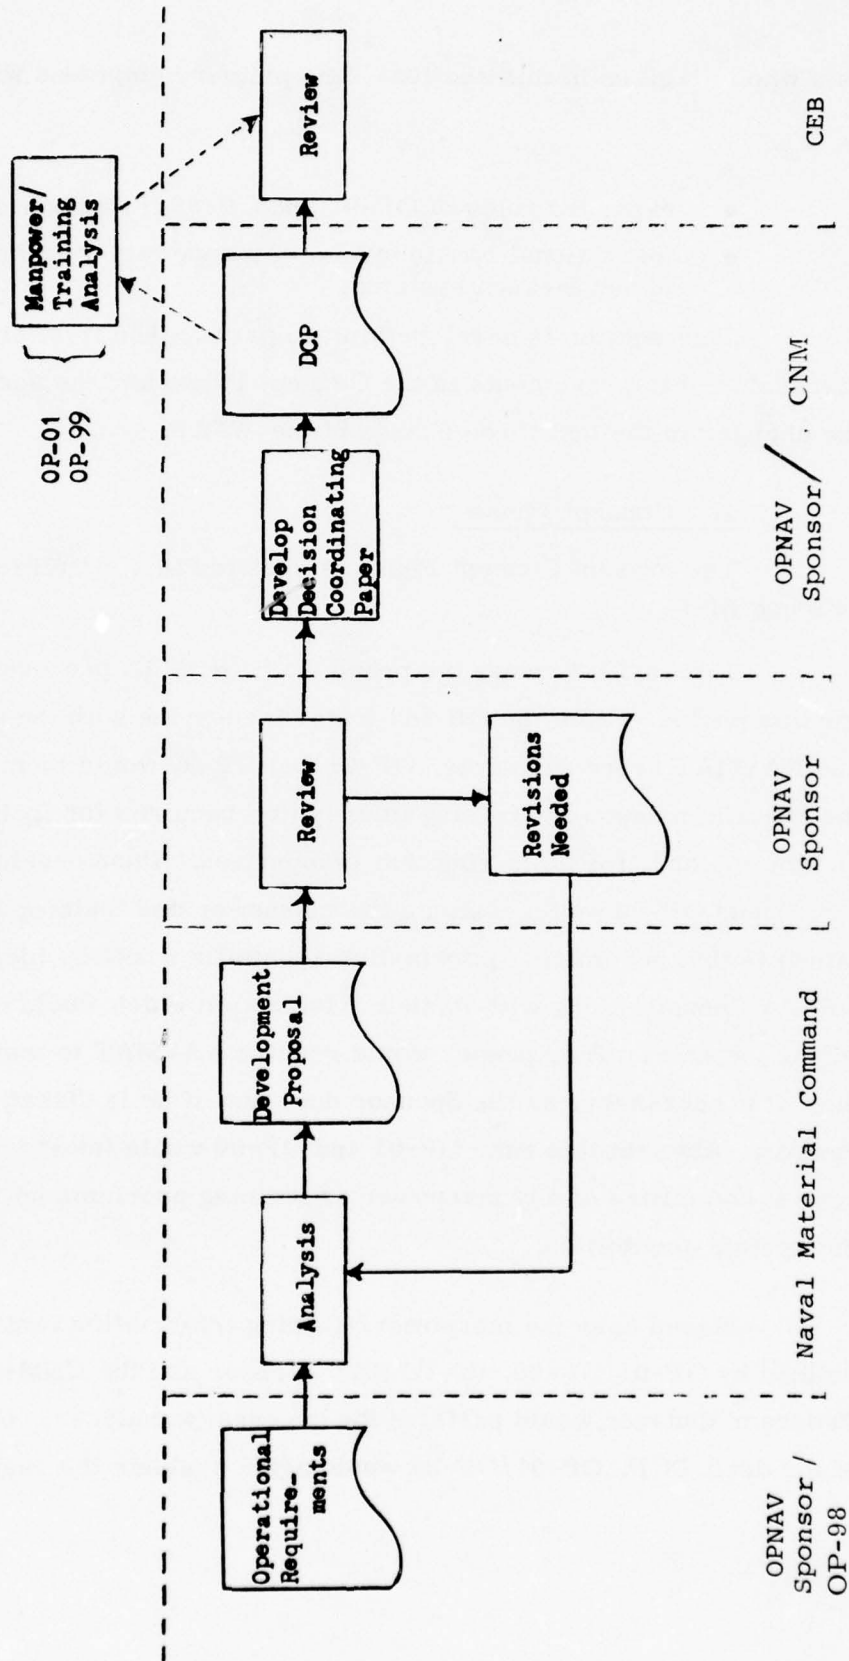 OP-01
OP-99
Manpower/
Training
Analysis
Operational
Require-
ments
Analysis
Development
Proposal
Review
Revisions
Needed
Develop
Decision
Coordinating
Paper
DCP
Review
OPNAV
Sponsor /
OP-98
Naval Material Command
OPNAV
Sponsor
OPNAV
Sponsor/ CNM
CEB